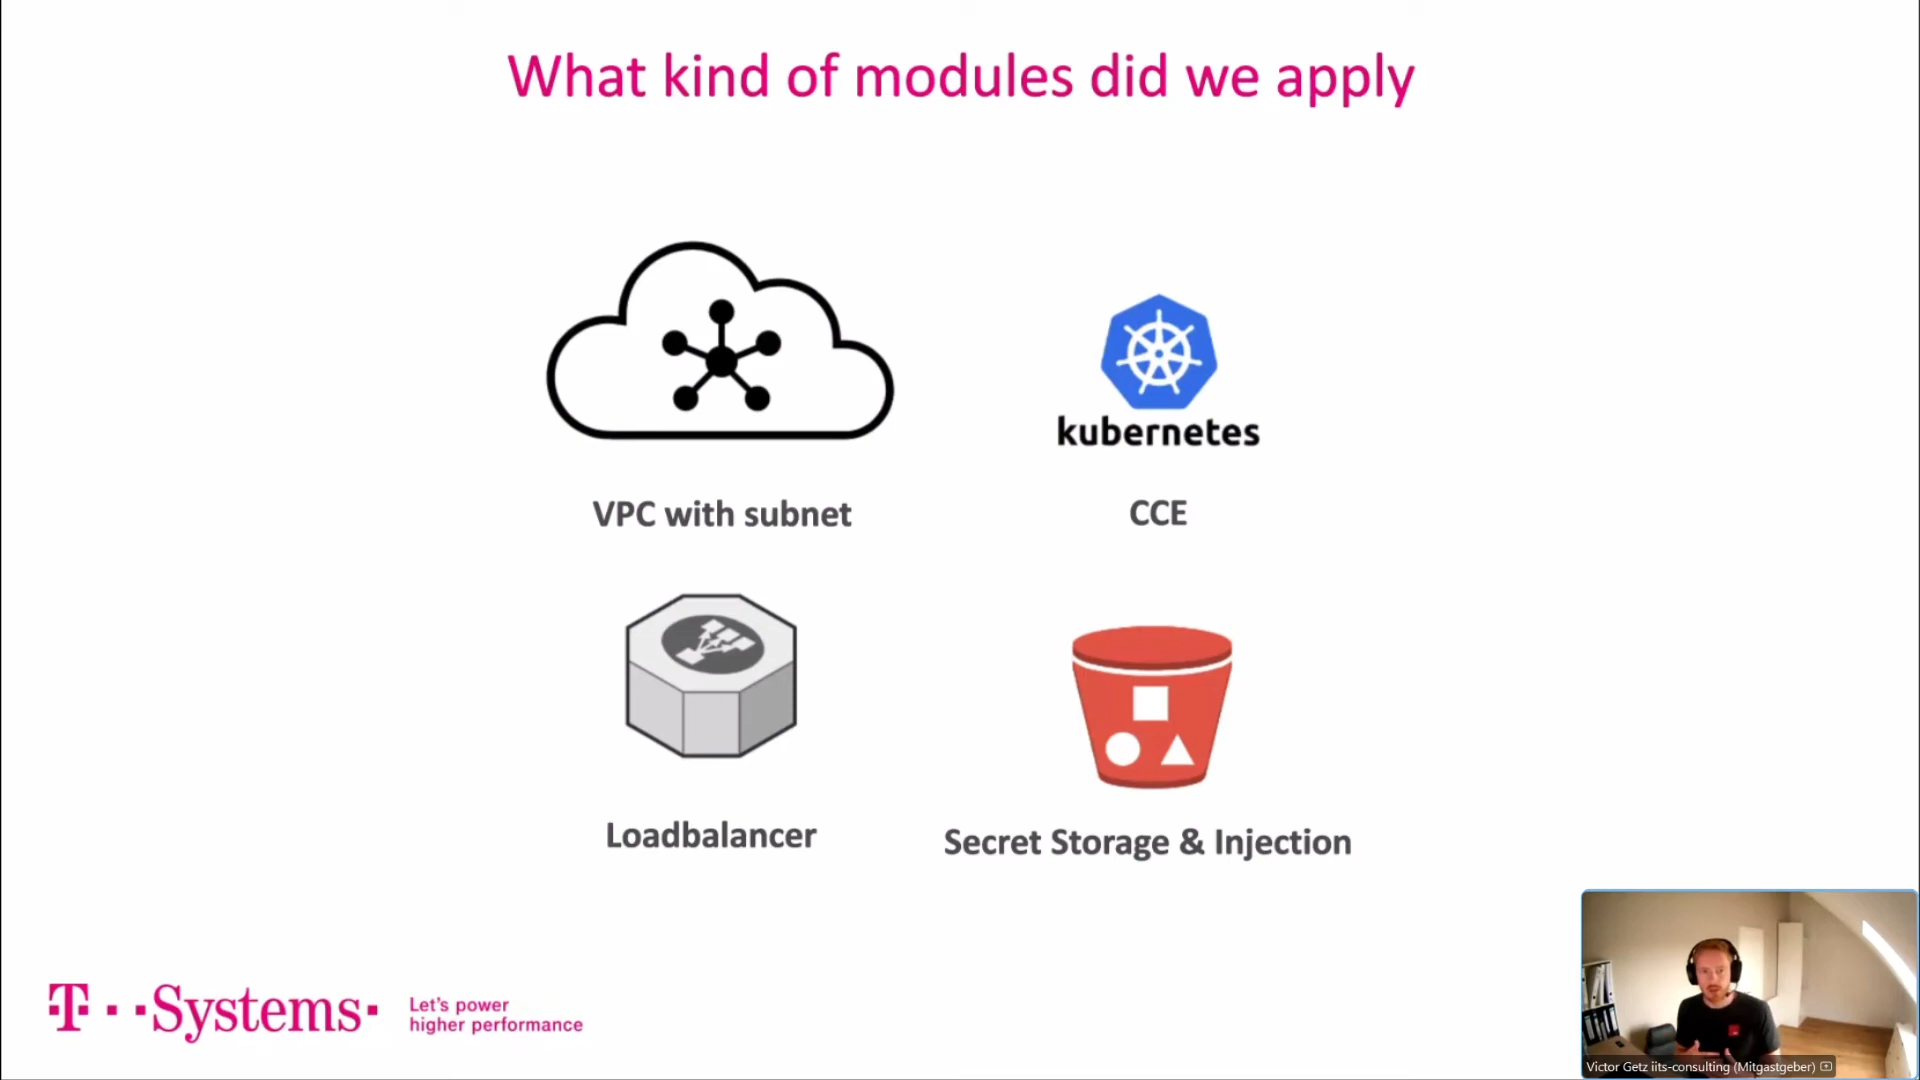 What kind of modules did we apply
kubernetes
VPC with subnet
CCE
Loadbalancer
Secret Storage & Injection
T··Systems·
Let's power
higher performance
Victor Getz iits-consulting (Mitgastgeber)